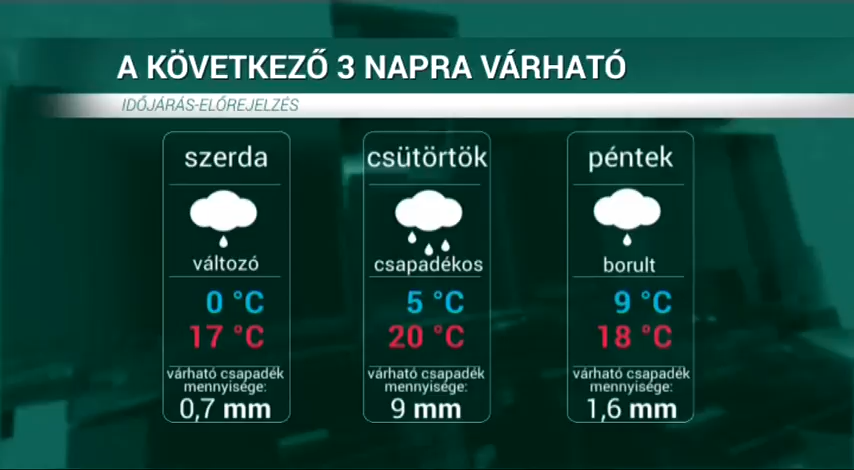 A KÖVETKEZŐ 3 NAPRA VÁRHATÓ
IDŐJÁRÁS-ELŐREJELZÉS
szerda
változó
0 °C
17 °C
várható csapadék
mennyisége:
0,7 mm
csütörtök
csapadékos
5 °C
20 °C
várható csapadék
mennyisége:
9 mm
péntek
borult
9 °C
18 °C
várható csapadék
mennyisége:
1,6 mm